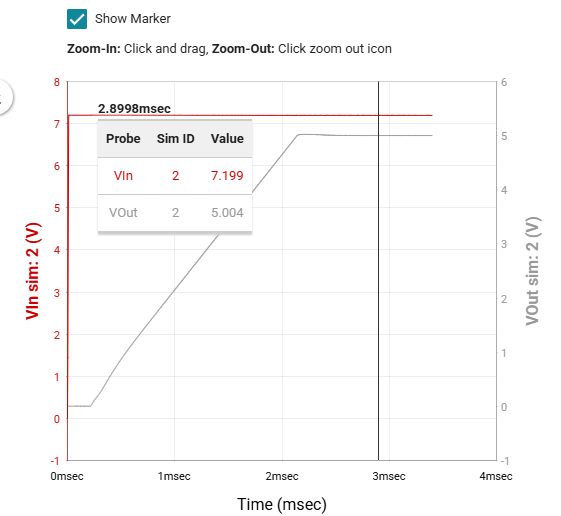 Show Marker
Zoom-In: Click and drag, Zoom-Out: Click zoom out icon
8
7
6
5
4
3
2
1
0
-1
VIn sim: 2 (V)
2.8998msec
Probe Sim ID Value
VIn 2 7.199
VOut 2 5.004
6
5
4
3
2
1
0
-1
VOut sim: 2 (V)
0msec 1msec 2msec 3msec 4msec
Time (msec)